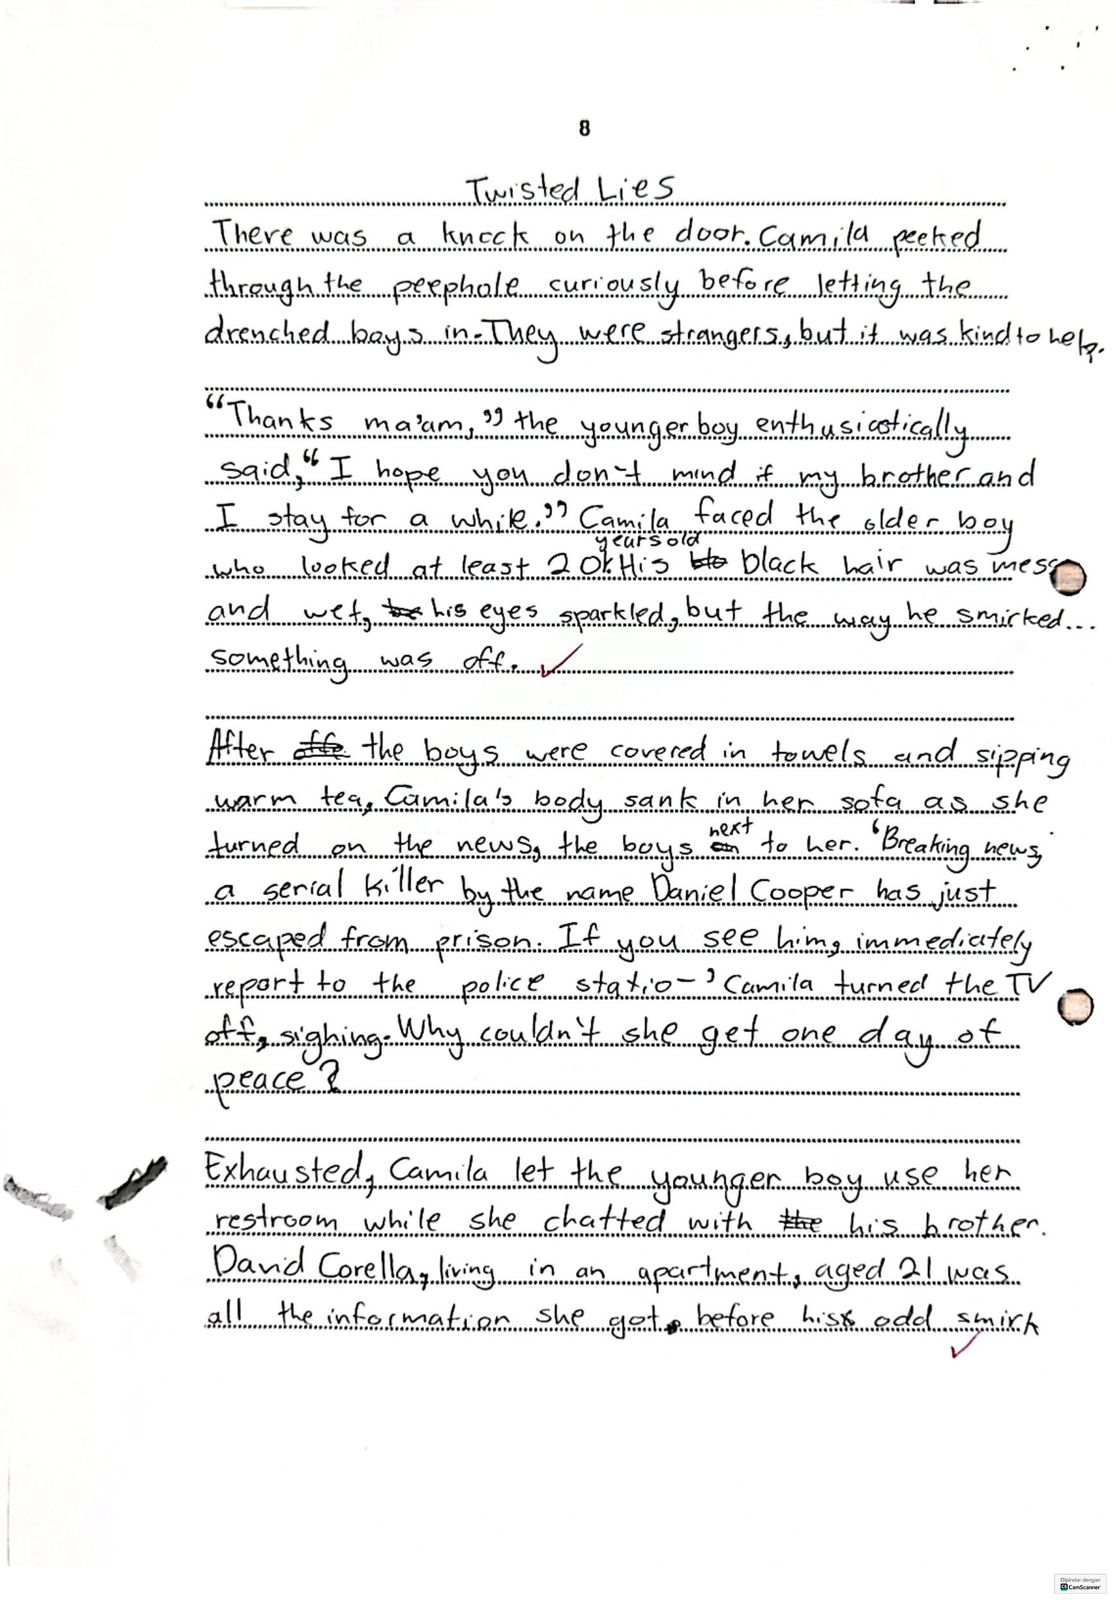 8
Twisted Lies
There was a knock on the door. Camila peeked
through the peephole curiously before letting the
drenched boys in. They were strangers, but it was kind to help.
“Thanks ma'am,” the younger boy enthusiastically
said, “I hope you don't mind if my brother and
I stay for a while.” Camila faced the older boy
years old
who looked at least 20. His black hair was mess
and wet, his eyes sparkled, but the way he smirked...
something was off.
After the boys were covered in towels and sipping
warm tea, Camila's body sank in her sofa as she
next
turned on the news, the boys to her. ‘Breaking news,
a serial killer by the name Daniel Cooper has just
escaped from prison. If you see him, immediately
report to the police statio-’ Camila turned the TV
off, sighing. Why couldn't she get one day of
peace?
Exhausted, Camila let the younger boy use her
restroom while she chatted with his brother.
David Corella, living in an apartment, aged 21 was
all the information she got, before his odd smirk
Dipindai dengan
CamScanner